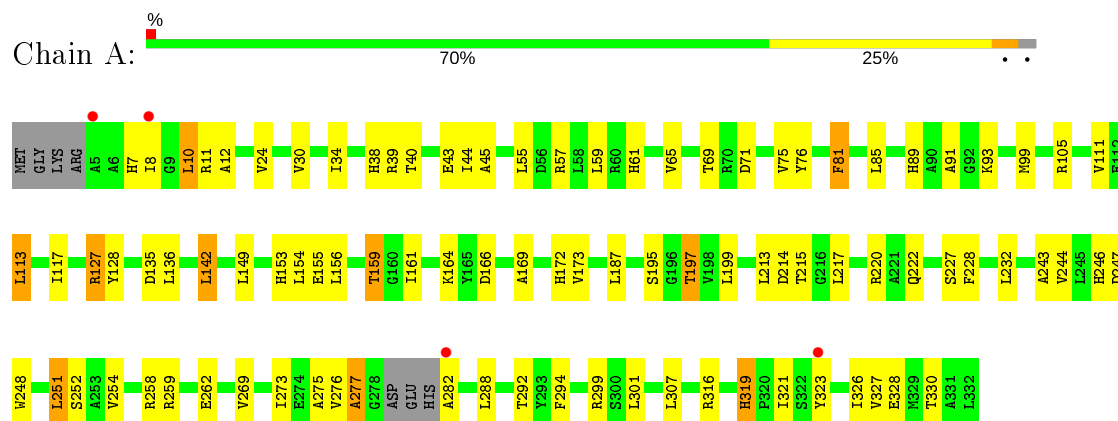 %
Chain A:
70% 25% • •
MET GLY LYS ARG A5 A6 H7 I8 G9 L10 R11 A12 V24 V30 I34 H38 R39 T40 E43 I44 A45 L55 D56 R57 L58 L59 R60 H61 V65 T69 R70 D71 V75 Y76 F81 L85 H89 A90 A91 G92 K93 M99 R105 V111 E112
L113 I117 R127 Y128 D135 L136 L142 L149 H153 L154 E155 L156 T159 G160 I161 K164 Y165 D166 A169 H172 V173 L187 S195 G196 T197 V198 L199 L213 D214 T215 G216 L217 R220 A221 Q222 S227 F228 L232 A243 V244 L245 H246
W248 L251 S252 A253 V254 R258 R259 E262 V269 I273 E274 A275 V276 A277 G278 ASP GLU HIS A282 L288 T292 Y293 F294 R299 S300 L301 L307 R316 H319 P320 I321 S322 Y323 I326 V327 E328 M329 T330 A331 L332